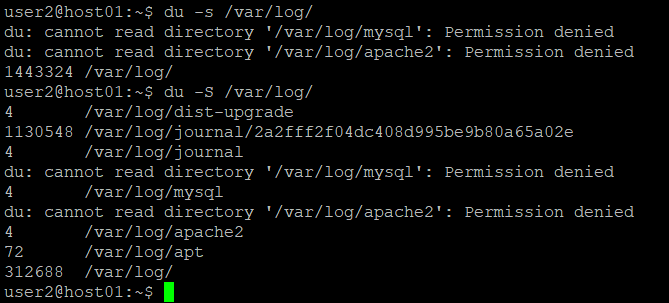 user2@host01:~$ du -s /var/log/
du: cannot read directory '/var/log/mysql': Permission denied
du: cannot read directory '/var/log/apache2': Permission denied
1443324 /var/log/
user2@host01:~$ du -S /var/log/
4       /var/log/dist-upgrade
1130548 /var/log/journal/2a2fff2f04dc408d995be9b80a65a02e
4       /var/log/journal
du: cannot read directory '/var/log/mysql': Permission denied
4       /var/log/mysql
du: cannot read directory '/var/log/apache2': Permission denied
4       /var/log/apache2
72      /var/log/apt
312688  /var/log/
user2@host01:~$